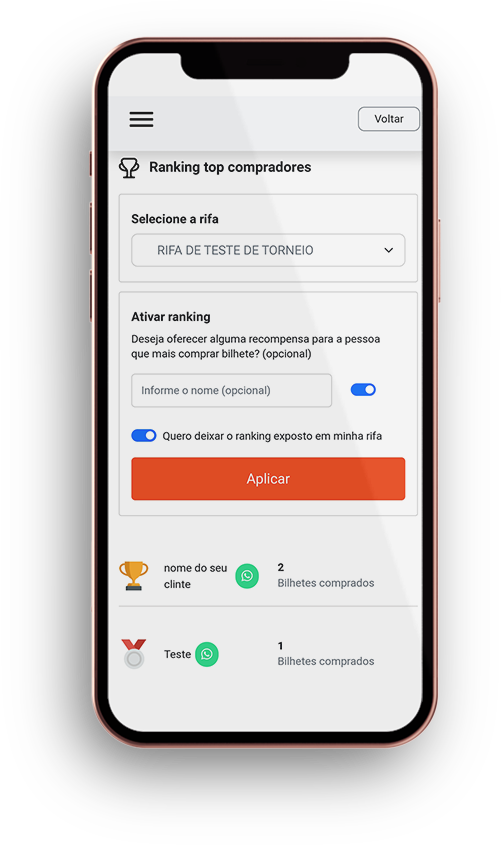 Voltar
Ranking top compradores
Selecione a rifa
RIFA DE TESTE DE TORNEIO
Ativar ranking
Deseja oferecer alguma recompensa para a pessoa
que mais comprar bilhete? (opcional)
Informe o nome (opcional)
Quero deixar o ranking exposto em minha rifa
Aplicar
nome do seu
clinte
2
Bilhetes comprados
Teste
1
Bilhetes comprados